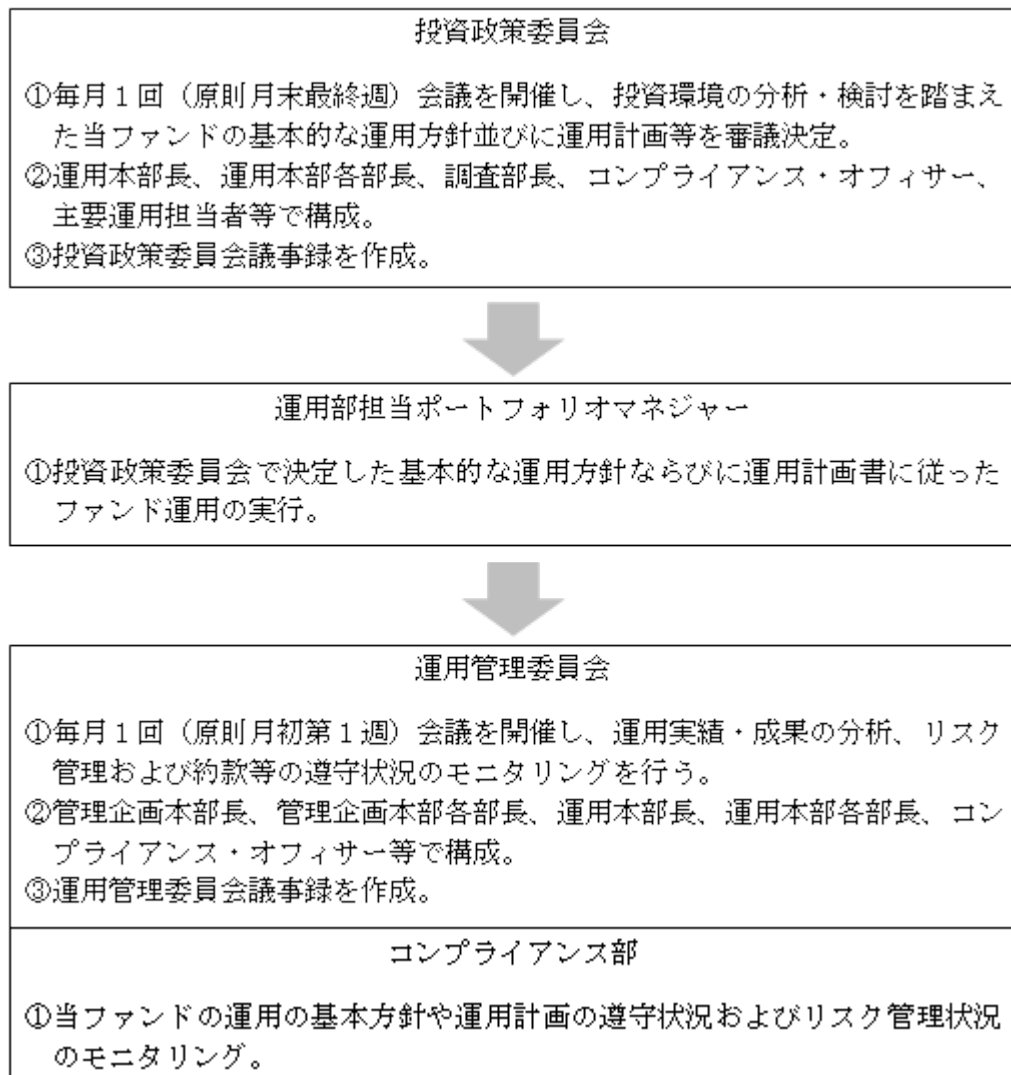 投資政策委員会
①毎月1回（原則月末最終週）会議を開催し、投資環境の分析・検討を踏まえ
た当ファンドの基本的な運用方針並びに運用計画等を審議決定。
②運用本部長、運用本部各部長、調査部長、コンプライアンス・オフィサー、
主要運用担当者等で構成。
③投資政策委員会議事録を作成。
運用部担当ポートフォリオマネジャー
①投資政策委員会で決定した基本的な運用方針ならびに運用計画書に従った
ファンド運用の実行。
運用管理委員会
①毎月1回（原則月初第1週）会議を開催し、運用実績・成果の分析、リスク
管理および約款等の遵守状況のモニタリングを行う。
②管理企画本部長、管理企画本部各部長、運用本部長、運用本部各部長、コン
プライアンス・オフィサー等で構成。
③運用管理委員会議事録を作成。
コンプライアンス部
①当ファンドの運用の基本方針や運用計画の遵守状況およびリスク管理状況
のモニタリング。